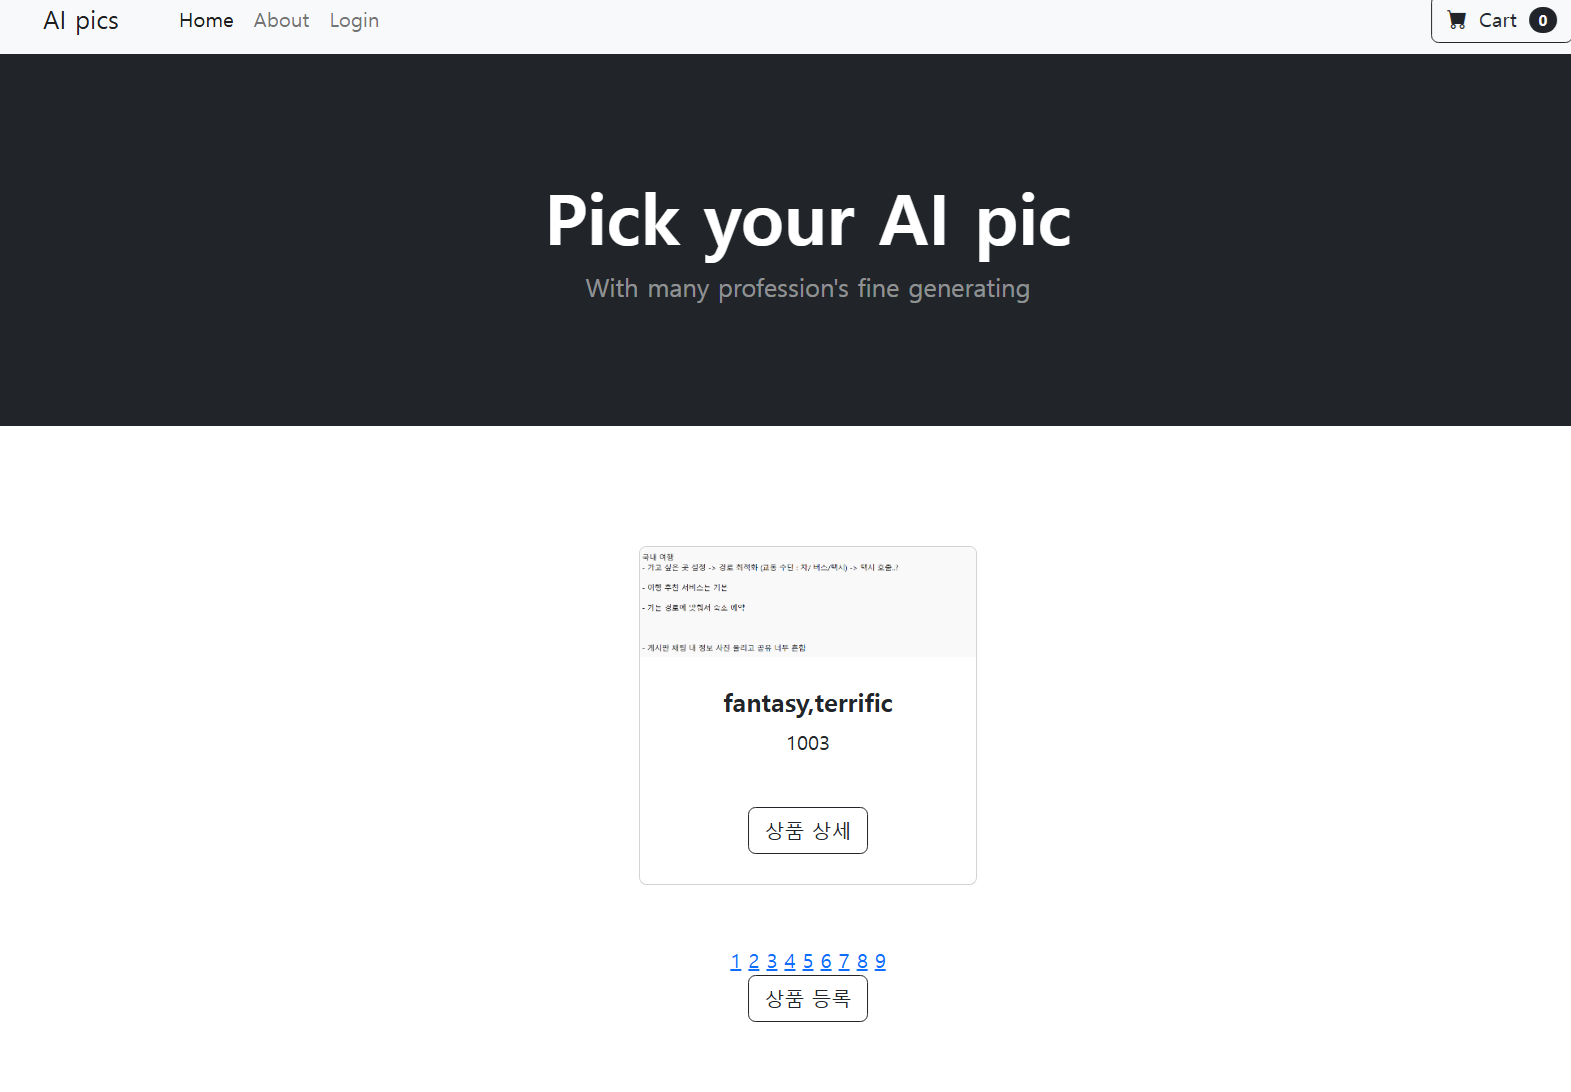 AI pics Home About Login Cart 0
Pick your AI pic
With many profession's fine generating
국내 여행
- 가고 싶은 곳 설정 -> 경로 최적화 (교통 수단 : 차/ 버스/택시) -> 택시 호출..?
- 여행 추천 서비스는 기본
- 가는 경로에 맞춰서 숙소 예약
- 게시판 채팅 내 정보 사진 올리고 공유 너무 흔함
fantasy,terrific
1003
상품 상세
1 2 3 4 5 6 7 8 9
상품 등록